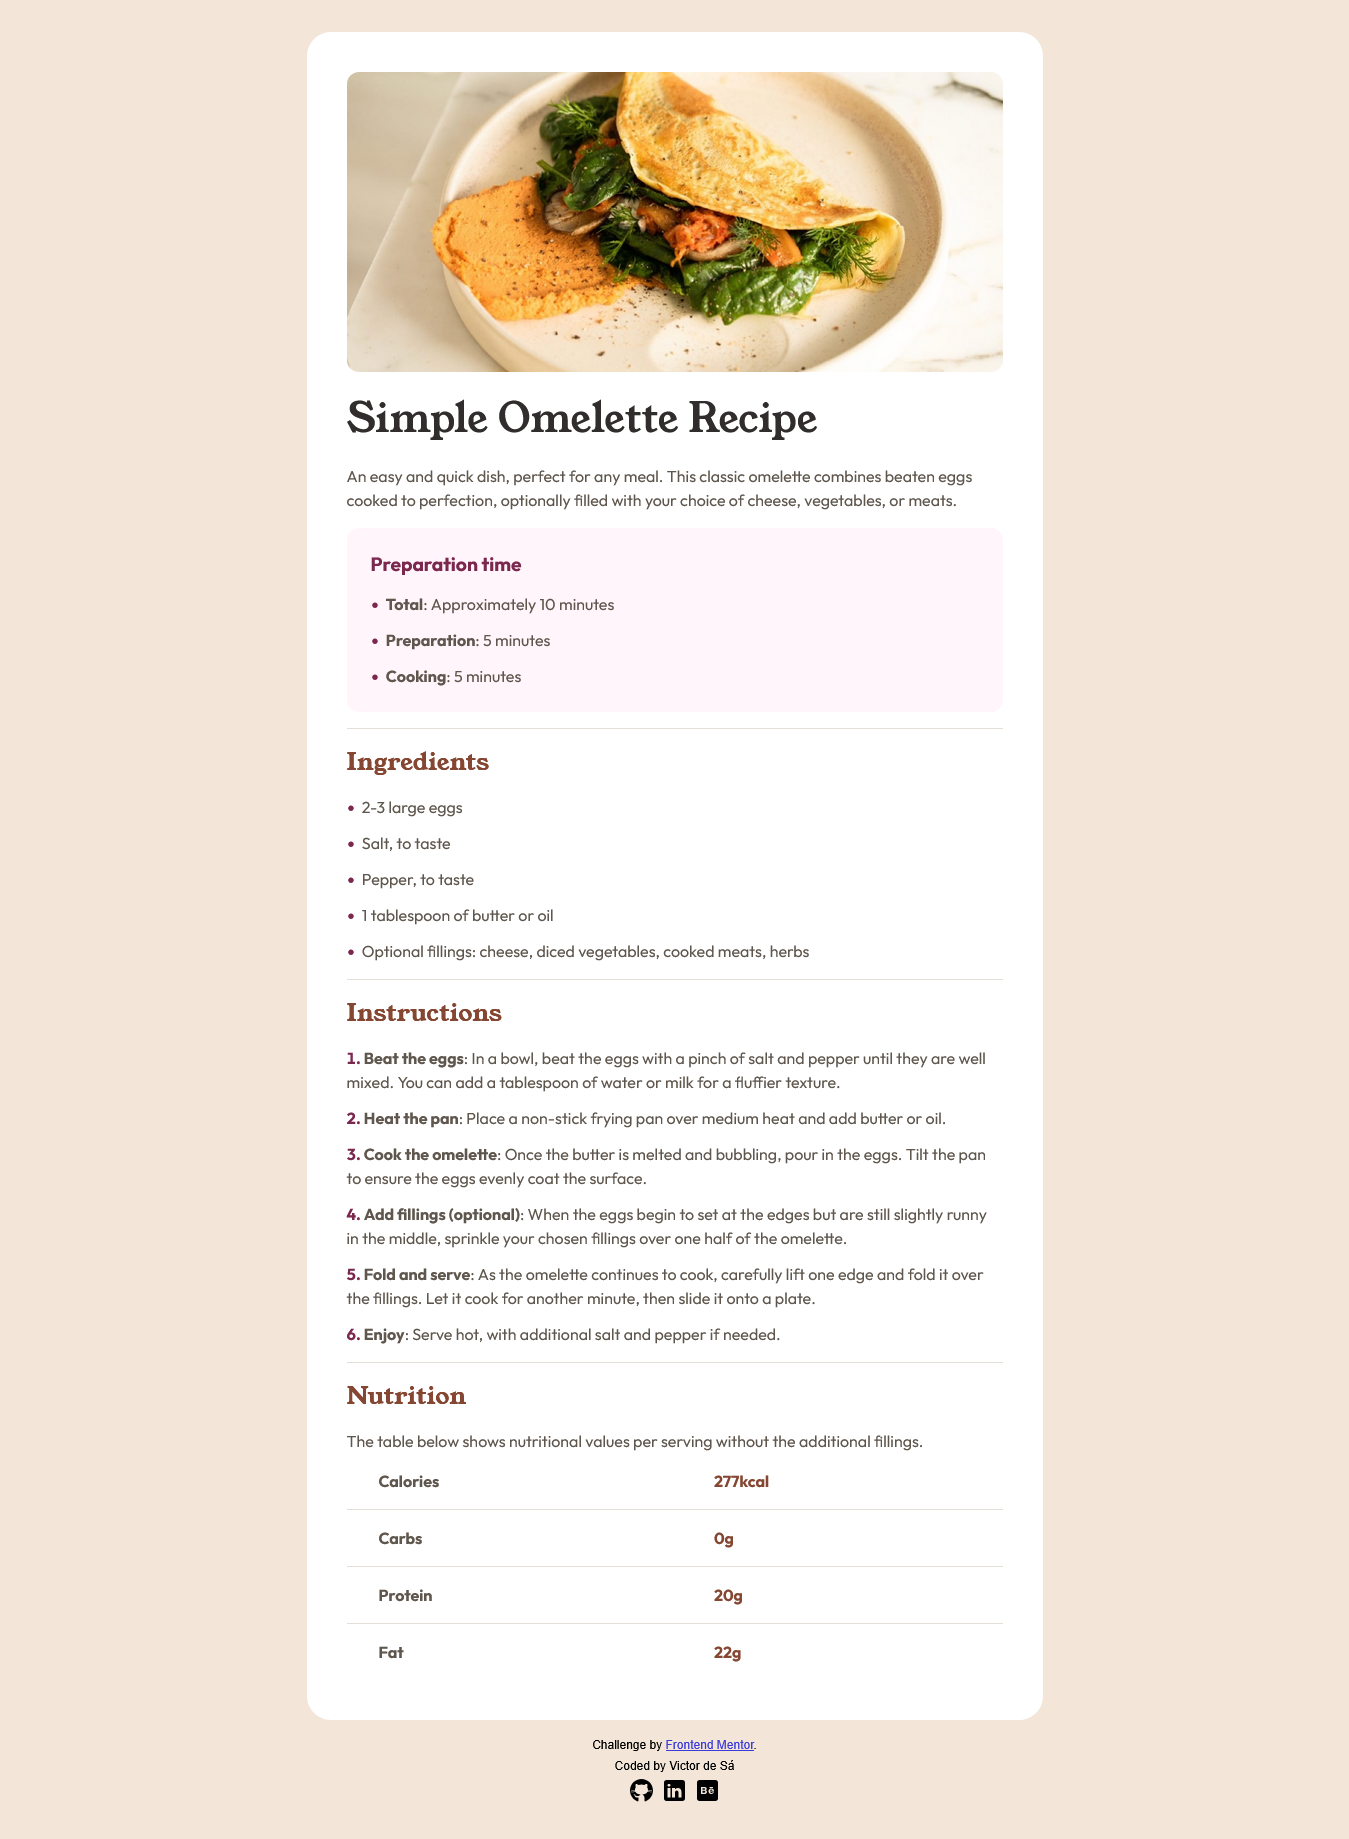 Simple Omelette Recipe
An easy and quick dish, perfect for any meal. This classic omelette combines beaten eggs
cooked to perfection, optionally filled with your choice of cheese, vegetables, or meats.
Preparation time
• Total: Approximately 10 minutes
• Preparation: 5 minutes
• Cooking: 5 minutes
Ingredients
• 2-3 large eggs
• Salt, to taste
• Pepper, to taste
• 1 tablespoon of butter or oil
• Optional fillings: cheese, diced vegetables, cooked meats, herbs
Instructions
1. Beat the eggs: In a bowl, beat the eggs with a pinch of salt and pepper until they are well
mixed. You can add a tablespoon of water or milk for a fluffier texture.
2. Heat the pan: Place a non-stick frying pan over medium heat and add butter or oil.
3. Cook the omelette: Once the butter is melted and bubbling, pour in the eggs. Tilt the pan
to ensure the eggs evenly coat the surface.
4. Add fillings (optional): When the eggs begin to set at the edges but are still slightly runny
in the middle, sprinkle your chosen fillings over one half of the omelette.
5. Fold and serve: As the omelette continues to cook, carefully lift one edge and fold it over
the fillings. Let it cook for another minute, then slide it onto a plate.
6. Enjoy: Serve hot, with additional salt and pepper if needed.
Nutrition
The table below shows nutritional values per serving without the additional fillings.
Calories 277kcal
Carbs 0g
Protein 20g
Fat 22g
Challenge by Frontend Mentor.
Coded by Victor de Sá
in Bē